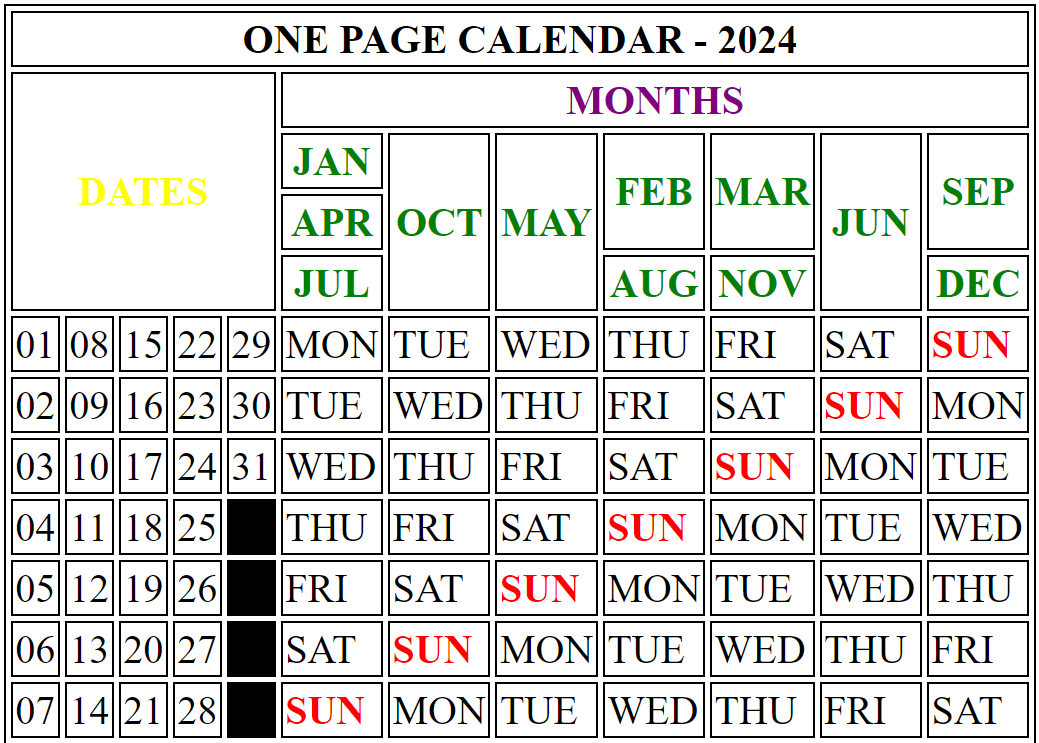 ONE PAGE CALENDAR - 2024
DATES MONTHS
JAN OCT MAY FEB MAR JUN SEP
APR
JUL AUG NOV DEC
01 08 15 22 29 MON TUE WED THU FRI SAT SUN
02 09 16 23 30 TUE WED THU FRI SAT SUN MON
03 10 17 24 31 WED THU FRI SAT SUN MON TUE
04 11 18 25 THU FRI SAT SUN MON TUE WED
05 12 19 26 FRI SAT SUN MON TUE WED THU
06 13 20 27 SAT SUN MON TUE WED THU FRI
07 14 21 28 SUN MON TUE WED THU FRI SAT